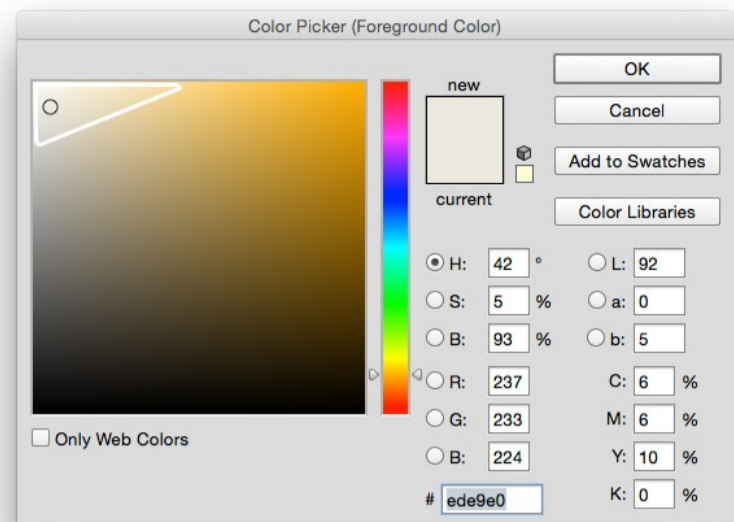 Color Picker (Foreground Color)
new
current
OK
Cancel
Add to Swatches
Color Libraries
H: 42 °
S: 5 %
B: 93 %
R: 237
G: 233
B: 224
# ede9e0
L: 92
a: 0
b: 5
C: 6 %
M: 6 %
Y: 10 %
K: 0 %
Only Web Colors